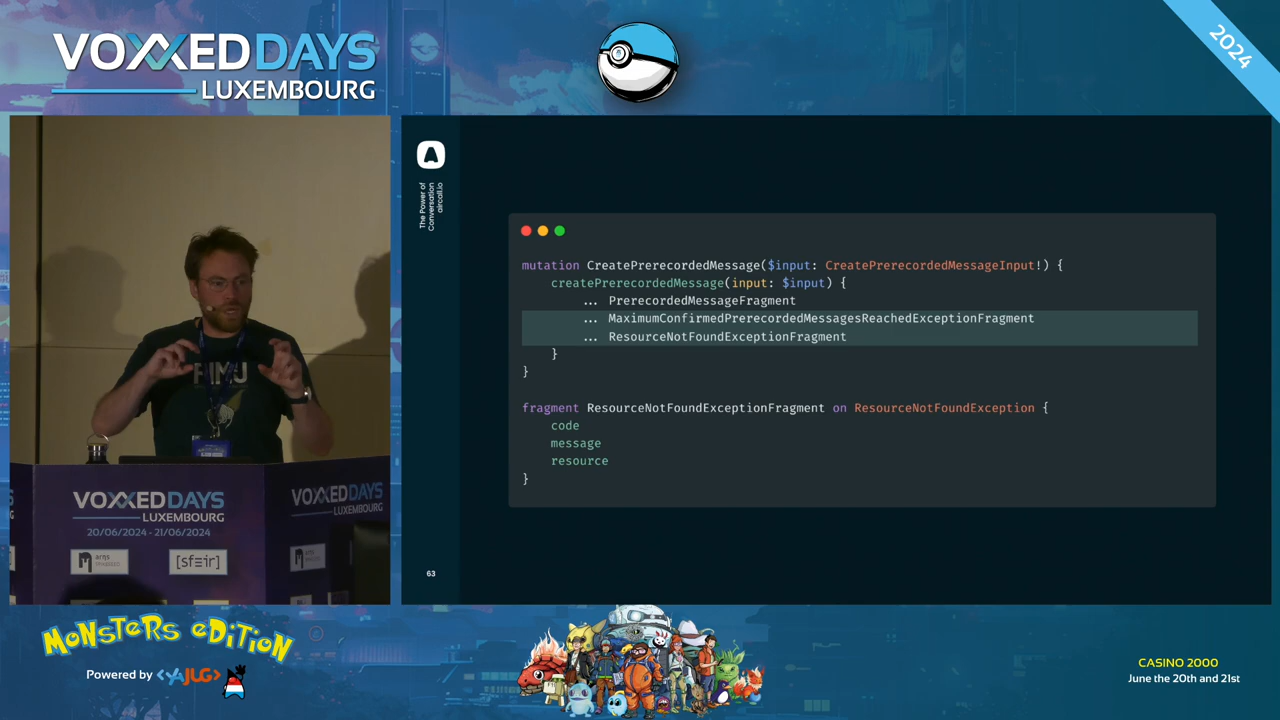 VOXXEDDAYS
LUXEMBOURG
2024
The Power of
Conversation
aircall.io
mutation CreatePrerecordedMessage($input: CreatePrerecordedMessageInput!) {
createPrerecordedMessage(input: $input) {
... PrerecordedMessageFragment
... MaximumConfirmedPrerecordedMessagesReachedExceptionFragment
... ResourceNotFoundExceptionFragment
}
}
fragment ResourceNotFoundExceptionFragment on ResourceNotFoundException {
code
message
resource
}
63
VOXXEDDAYS
LUXEMBOURG
20/06/2024 - 21/06/2024
[sfeir]
VOXXEDDAYS
LUXEMBOURG
MONSTERS EDITION
Powered by <YAJUG>
CASINO 2000
June the 20th and 21st